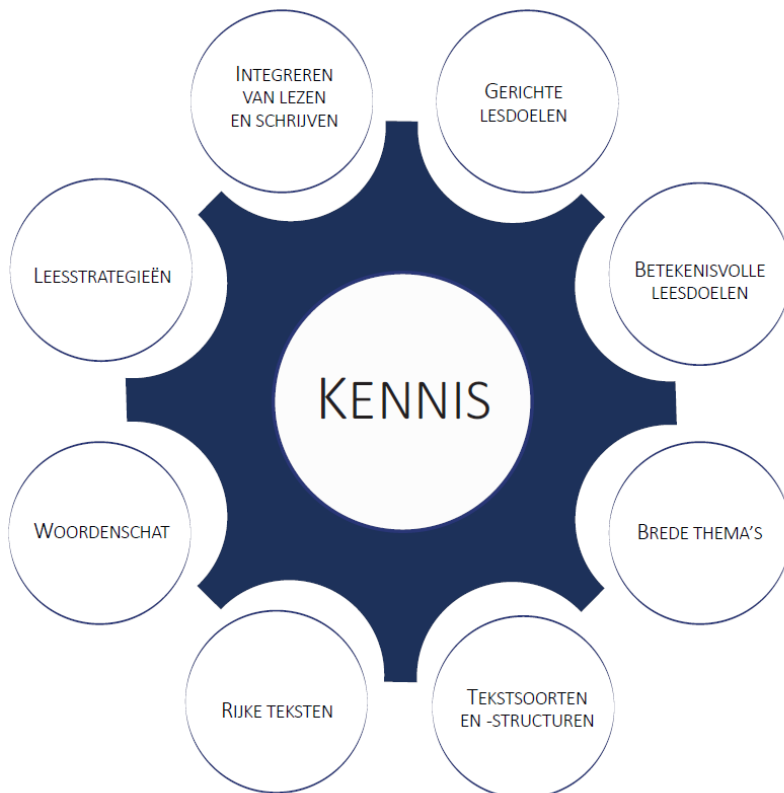 INTEGREREN
VAN LEZEN
EN SCHRIJVEN
GERICHTE
LESDOELEN
LEESSTRATEGIEËN
BETEKENISVOLLE
LEESDOELEN
KENNIS
WOORDENSCHAT
BREDE THEMA'S
RIJKE TEKSTEN
TEKSTSOORTEN
EN -STRUCTUREN